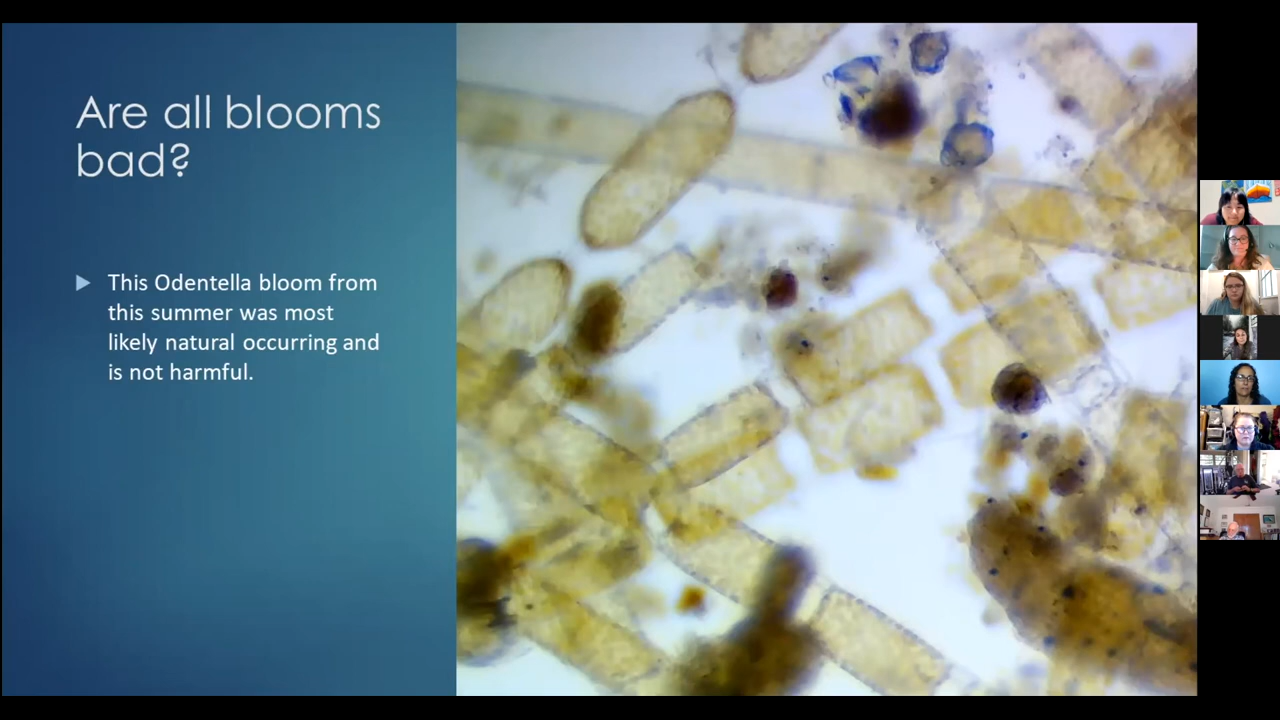 Are all blooms
bad?
This Odentella bloom from
this summer was most
likely natural occurring and
is not harmful.